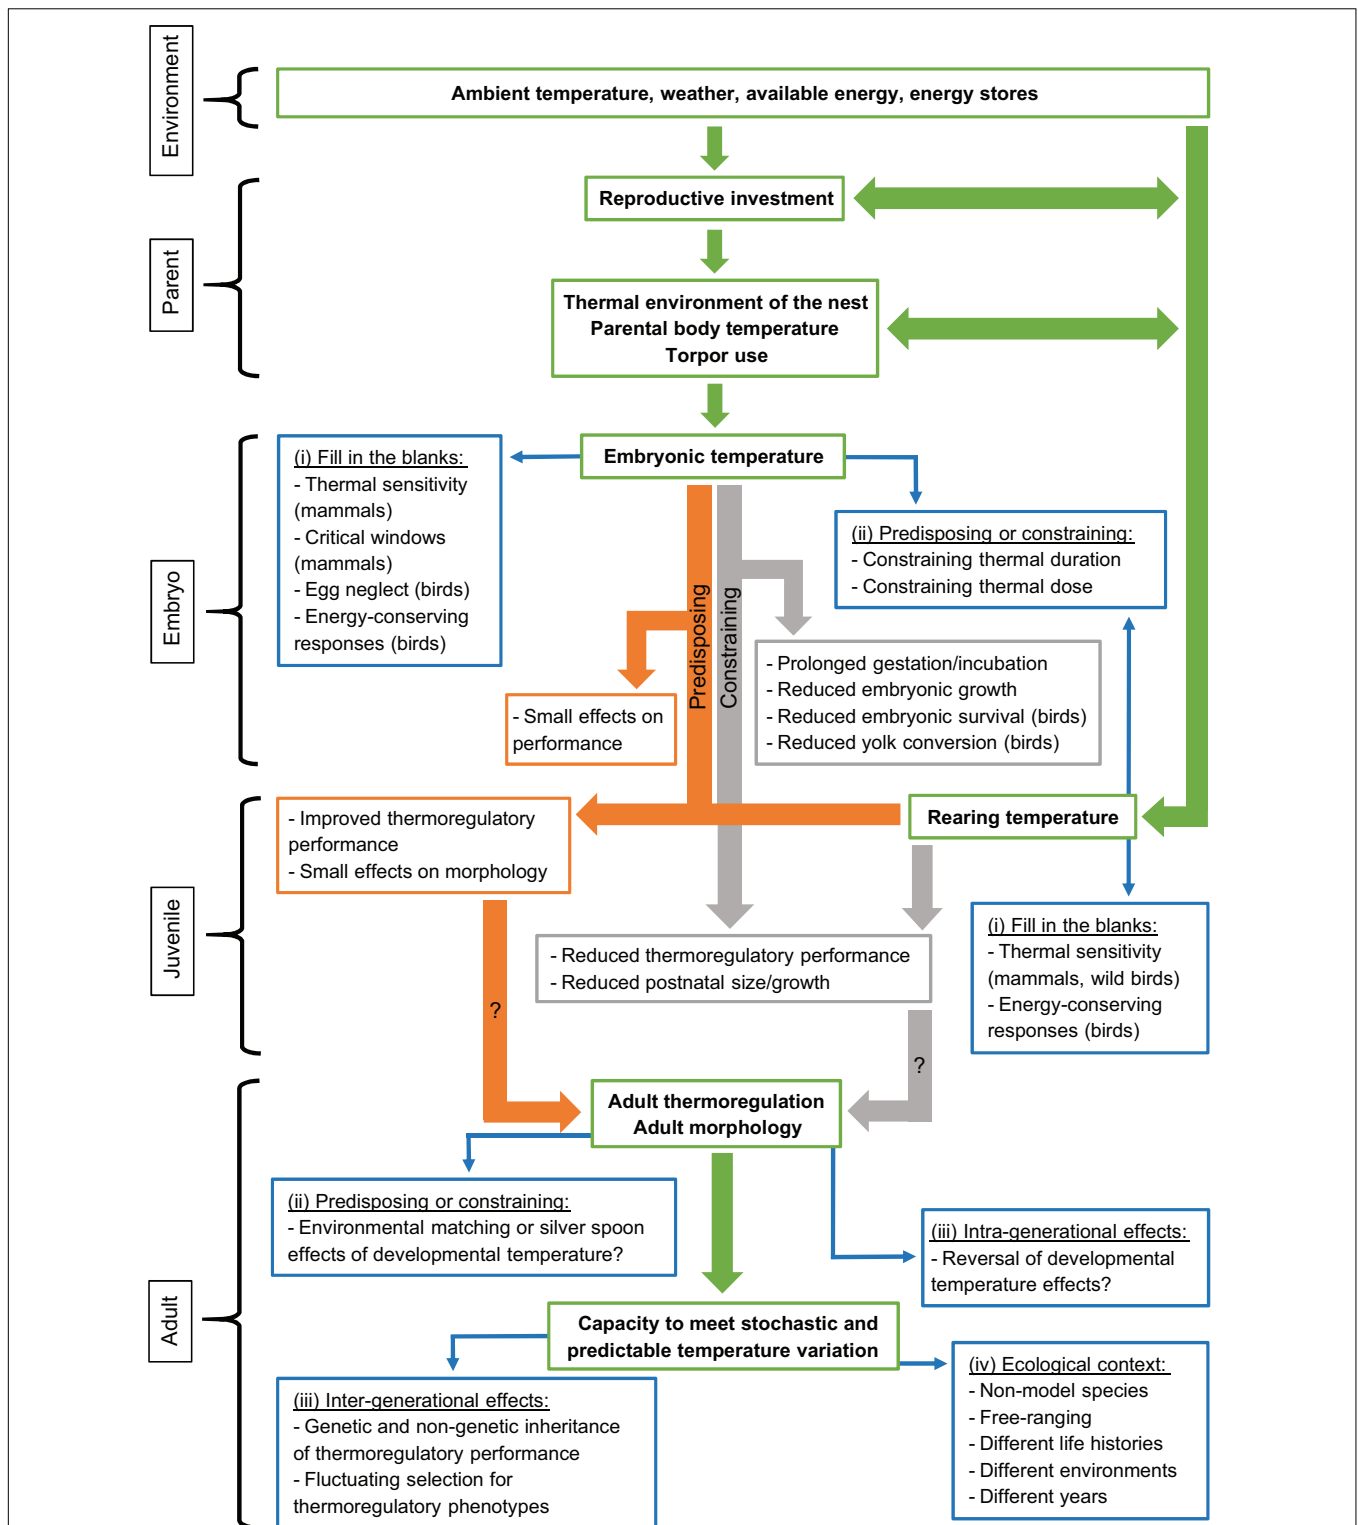 Environment
Ambient temperature, weather, available energy, energy stores
Parent
Reproductive investment
Thermal environment of the nest
Parental body temperature
Torpor use
Embryo
Embryonic temperature
(i) Fill in the blanks:
- Thermal sensitivity
(mammals)
- Critical windows
(mammals)
- Egg neglect (birds)
- Energy-conserving
responses (birds)
(ii) Predisposing or constraining:
- Constraining thermal duration
- Constraining thermal dose
Predisposing
Constraining
- Small effects on
performance
- Prolonged gestation/incubation
- Reduced embryonic growth
- Reduced embryonic survival (birds)
- Reduced yolk conversion (birds)
Juvenile
- Improved thermoregulatory
performance
- Small effects on morphology
Rearing temperature
- Reduced thermoregulatory performance
- Reduced postnatal size/growth
(i) Fill in the blanks:
- Thermal sensitivity
(mammals, wild birds)
- Energy-conserving
responses (birds)
?
?
Adult
Adult thermoregulation
Adult morphology
(ii) Predisposing or constraining:
- Environmental matching or silver spoon
effects of developmental temperature?
(iii) Intra-generational effects:
- Reversal of developmental
temperature effects?
Capacity to meet stochastic and
predictable temperature variation
(iii) Inter-generational effects:
- Genetic and non-genetic inheritance
of thermoregulatory performance
- Fluctuating selection for
thermoregulatory phenotypes
(iv) Ecological context:
- Non-model species
- Free-ranging
- Different life histories
- Different environments
- Different years